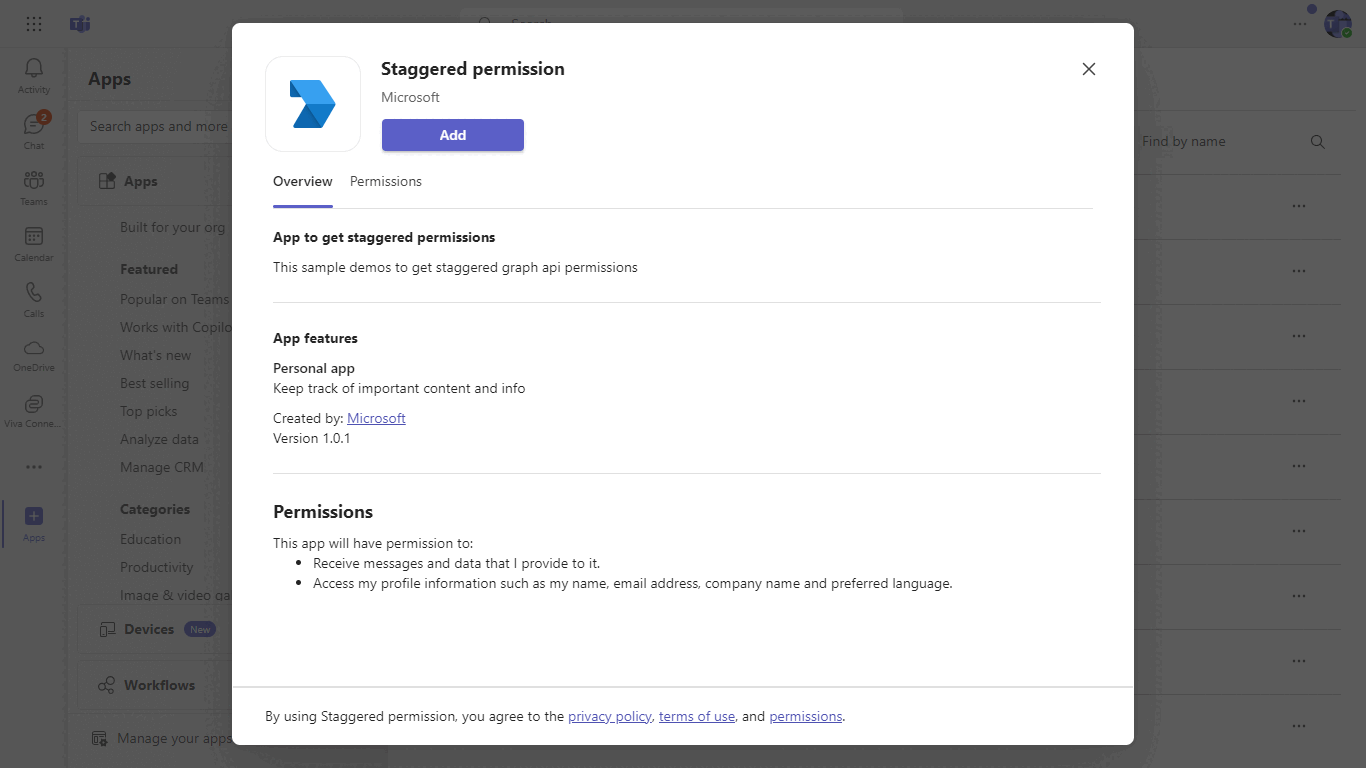 Search
Activity
Chat
2
Teams
Calendar
Calls
OneDrive
Viva Conne...
Apps
Apps
Search apps and more
Apps
Built for your org
Featured
Popular on Teams
Works with Copilo
What's new
Best selling
Top picks
Analyze data
Manage CRM
Categories
Education
Productivity
Image & video ga
Devices New
Workflows
Manage your apps
Find by name
Staggered permission
Microsoft
Add
Overview Permissions
App to get staggered permissions
This sample demos to get staggered graph api permissions
App features
Personal app
Keep track of important content and info
Created by: Microsoft
Version 1.0.1
Permissions
This app will have permission to:
• Receive messages and data that I provide to it.
• Access my profile information such as my name, email address, company name and preferred language.
By using Staggered permission, you agree to the privacy policy, terms of use, and permissions.